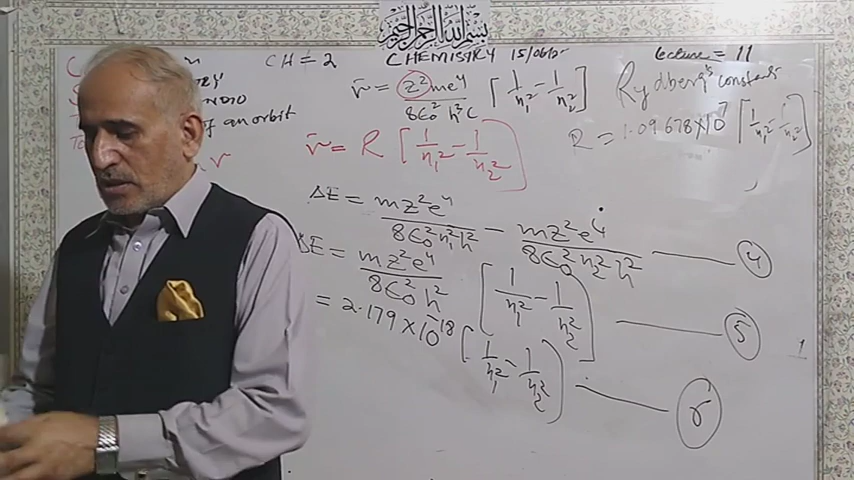 بسم الله الرحمن الرحيم
CH = 2 CHEMISTRY 15/06/2 Lecture = 11
of an orbit
ν̄ = z²me⁴ / 8ϵ₀²h³c [1/n₁² − 1/n₂²] Rydberg's constant
ν̄ = R [1/n₁² − 1/n₂²] R = 1.09678×10⁷ [1/n₁² − 1/n₂²]
ΔE = mz²e⁴ / 8ϵ₀²n₁²h² − mz²e⁴ / 8ϵ₀²n₂²h² 4
ΔE = mz²e⁴ / 8ϵ₀²h² [1/n₁² − 1/n₂²] 5
= 2.179×10⁻¹⁸ [1/n₁² − 1/n₂²]